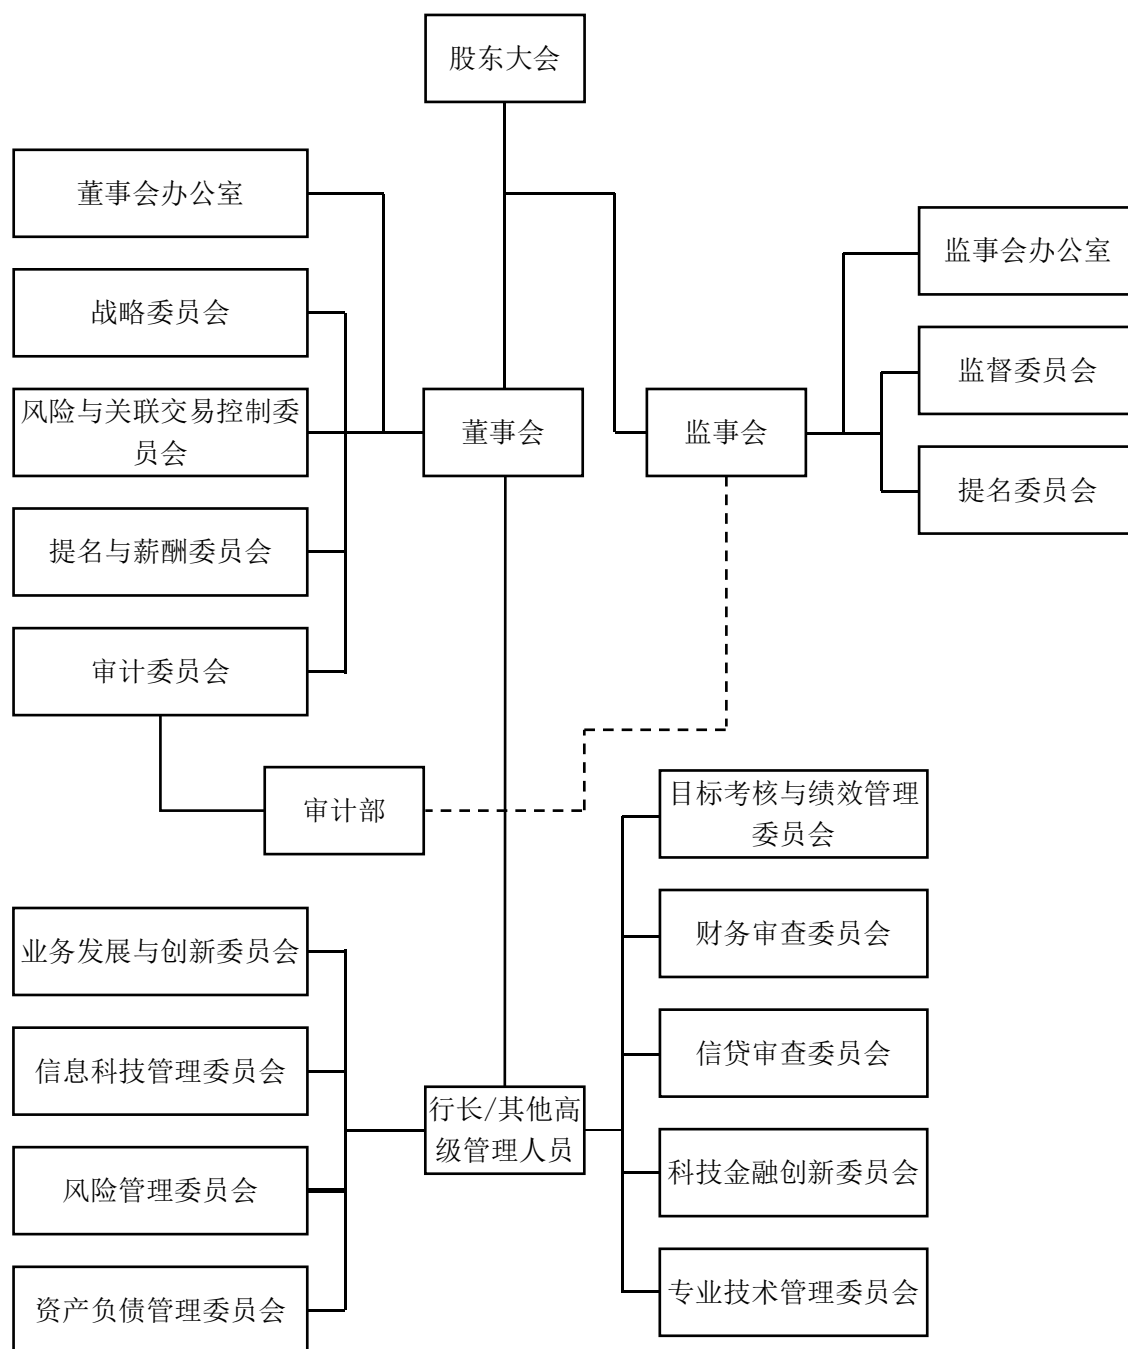 股东大会
董事会办公室
监事会办公室
战略委员会
监督委员会
风险与关联交易控制委
员会
董事会
监事会
提名委员会
提名与薪酬委员会
审计委员会
审计部
目标考核与绩效管理
委员会
业务发展与创新委员会
财务审查委员会
信息科技管理委员会
信贷审查委员会
行长/其他高
级管理人员
风险管理委员会
科技金融创新委员会
资产负债管理委员会
专业技术管理委员会